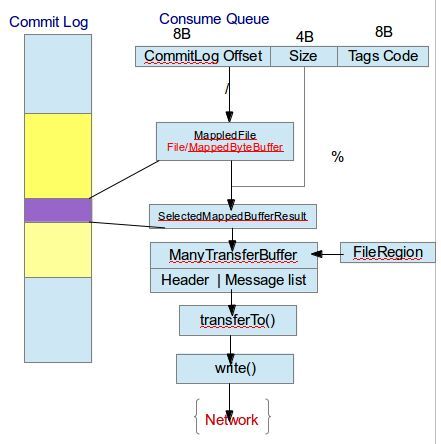 Commit Log
Consume Queue
8B
4B
8B
CommitLog Offset
Size
Tags Code
/
MappledFile
File/MappedByteBuffer
%
SelectedMappedBufferResult
ManyTransferBuffer
FileRegion
Header | Message list
transferTo()
write()
{Network}